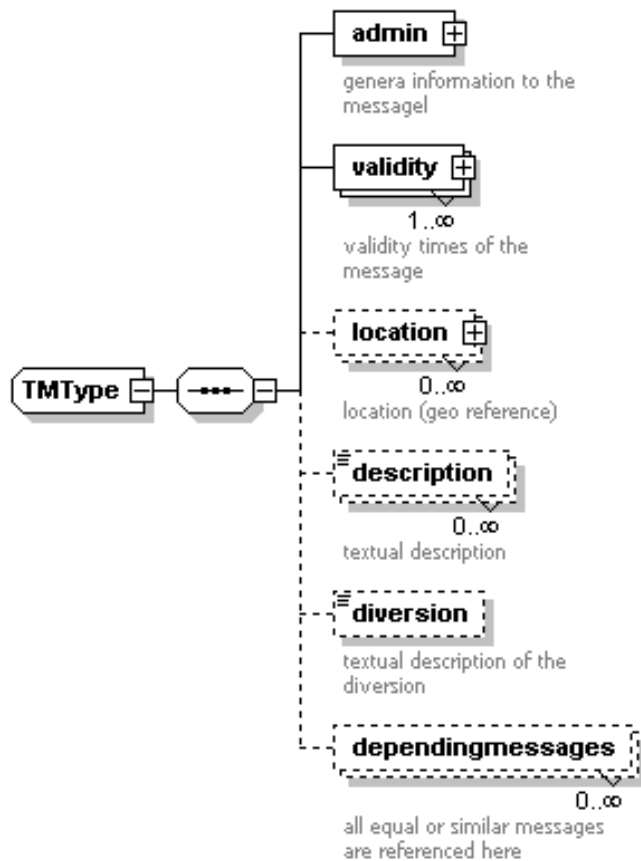 admin
genera information to the
messagel
validity
1..∞
validity times of the
message
location
0..∞
location (geo reference)
TMType
description
0..∞
textual description
diversion
textual description of the
diversion
dependingmessages
0..∞
all equal or similar messages
are referenced here